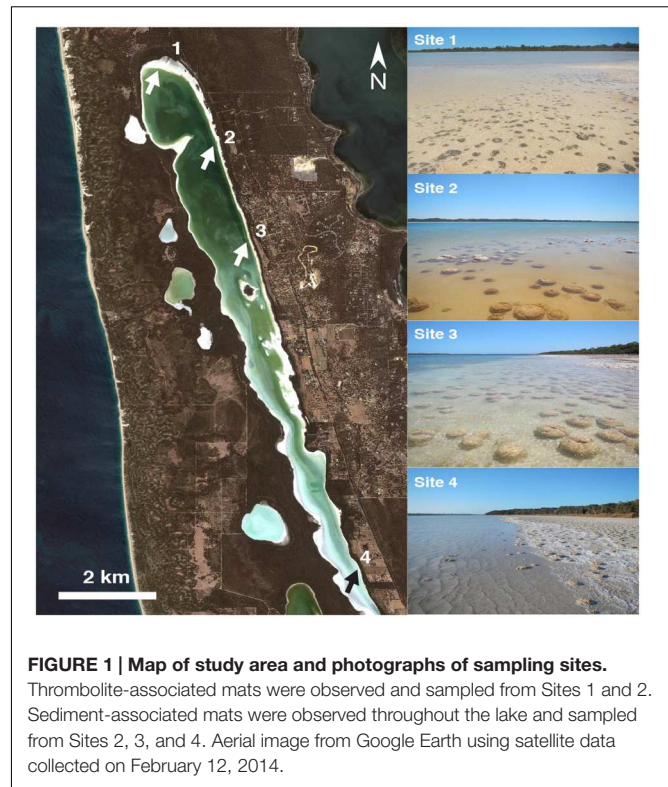 1
N
2
3
4
2 km
Site 1
Site 2
Site 3
Site 4
FIGURE 1 | Map of study area and photographs of sampling sites.
Thrombolite-associated mats were observed and sampled from Sites 1 and 2.
Sediment-associated mats were observed throughout the lake and sampled
from Sites 2, 3, and 4. Aerial image from Google Earth using satellite data
collected on February 12, 2014.